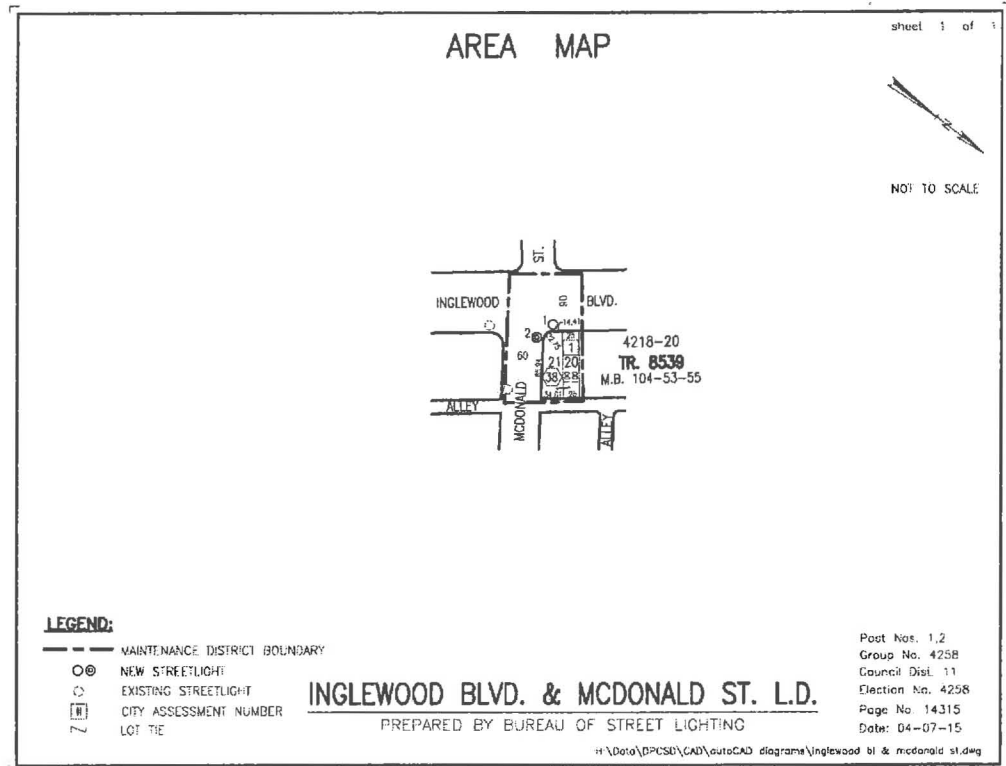 sheet 1 of 1
AREA MAP
NOT TO SCALE
ST.
INGLEWOOD
80
BLVD.
1
14.41
2
4218-20
1
TR. 8539
60
21
20
M.B. 104-53-55
38
88
MCDONALD
ALLEY
ALLEY
LEGEND:
MAINTENANCE DISTRICT BOUNDARY
NEW STREETLIGHT
EXISTING STREETLIGHT
# CITY ASSESSMENT NUMBER
LOT TIE
INGLEWOOD BLVD. & MCDONALD ST. L.D.
PREPARED BY BUREAU OF STREET LIGHTING
Post Nos. 1,2
Group No. 4258
Council Dist. 11
Election No. 4258
Page No. 14315
Date: 04-07-15
H:\Data\DPCSD\CAD\autoCAD diagrams\inglewood bl & mcdonald st.dwg